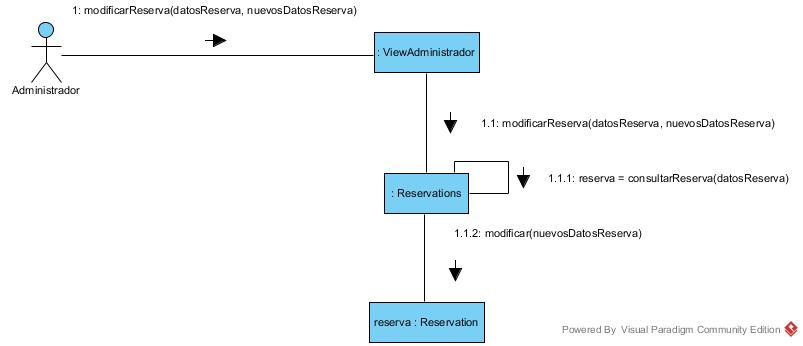 1: modificarReserva(datosReserva, nuevosDatosReserva)
: ViewAdministrador
Administrador
1.1: modificarReserva(datosReserva, nuevosDatosReserva)
1.1.1: reserva = consultarReserva(datosReserva)
: Reservations
1.1.2: modificar(nuevosDatosReserva)
reserva : Reservation
Powered By Visual Paradigm Community Edition